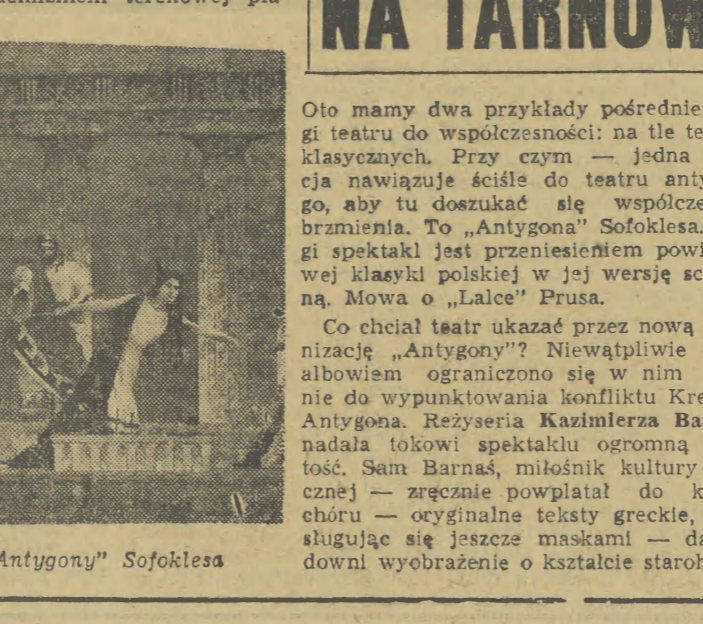 NA TARNOW
Oto mamy dwa przykłady pośrednie
gi teatru do współczesności: na tle te
klasycznych. Przy czym — jedna
cja nawiązuje ściśle do teatru anty
go, aby tu doszukać się współcze
brzmienia. To „Antygona” Sofoklesa.
gi spektakl jest przeniesieniem powi
wej klasyki polskiej w jej wersję sc
ną. Mowa o „Lalce” Prusa.
Co chciał teatr ukazać przez nową
nizację „Antygony”? Niewątpliwie
albowiem ograniczono się w nim
nie do wypunktowania konfliktu Kre
Antygona. Reżyseria Kazimierza Ba
nadała tokowi spektaklu ogromną
tość. Sam Barnaś, miłośnik kultury
cznej — zręcznie powplatał do k
chóru — oryginalne teksty greckie,
sługując się jeszcze maskami — da
downi wyobrażenie o kształcie staroh
Antygony” Sofoklesa